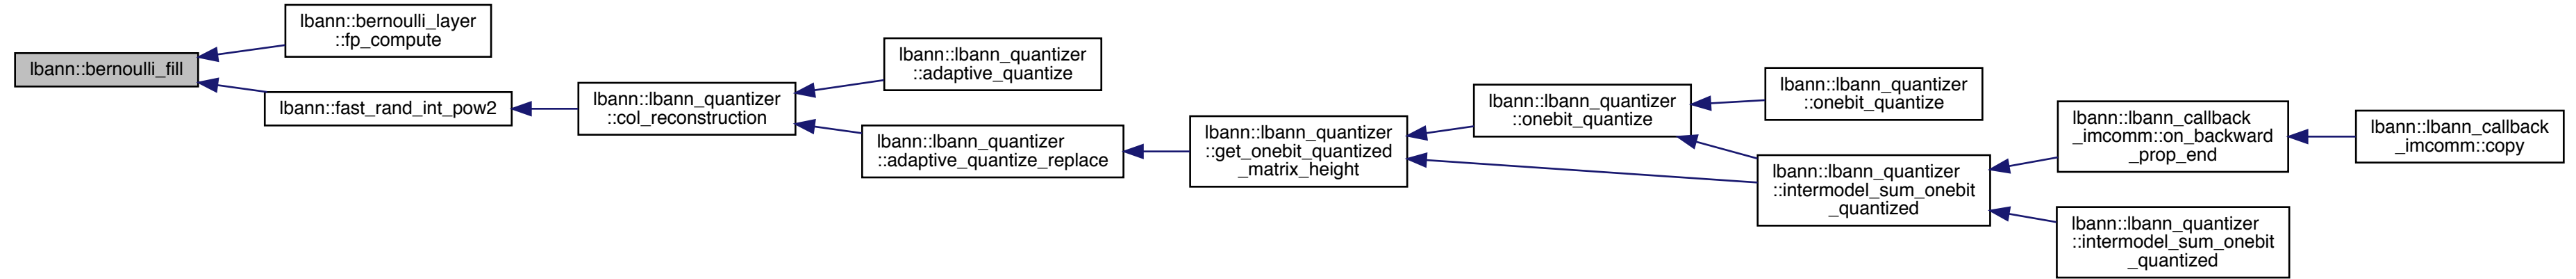 lbann::bernoulli_fill
lbann::bernoulli_layer
::fp_compute
lbann::fast_rand_int_pow2
lbann::lbann_quantizer
::col_reconstruction
lbann::lbann_quantizer
::adaptive_quantize
lbann::lbann_quantizer
::adaptive_quantize_replace
lbann::lbann_quantizer
::get_onebit_quantized
_matrix_height
lbann::lbann_quantizer
::onebit_quantize
lbann::lbann_quantizer
::onebit_quantize
lbann::lbann_quantizer
::intermodel_sum_onebit
_quantized
lbann::lbann_callback
_imcomm::on_backward
_prop_end
lbann::lbann_quantizer
::intermodel_sum_onebit
_quantized
lbann::lbann_callback
_imcomm::copy